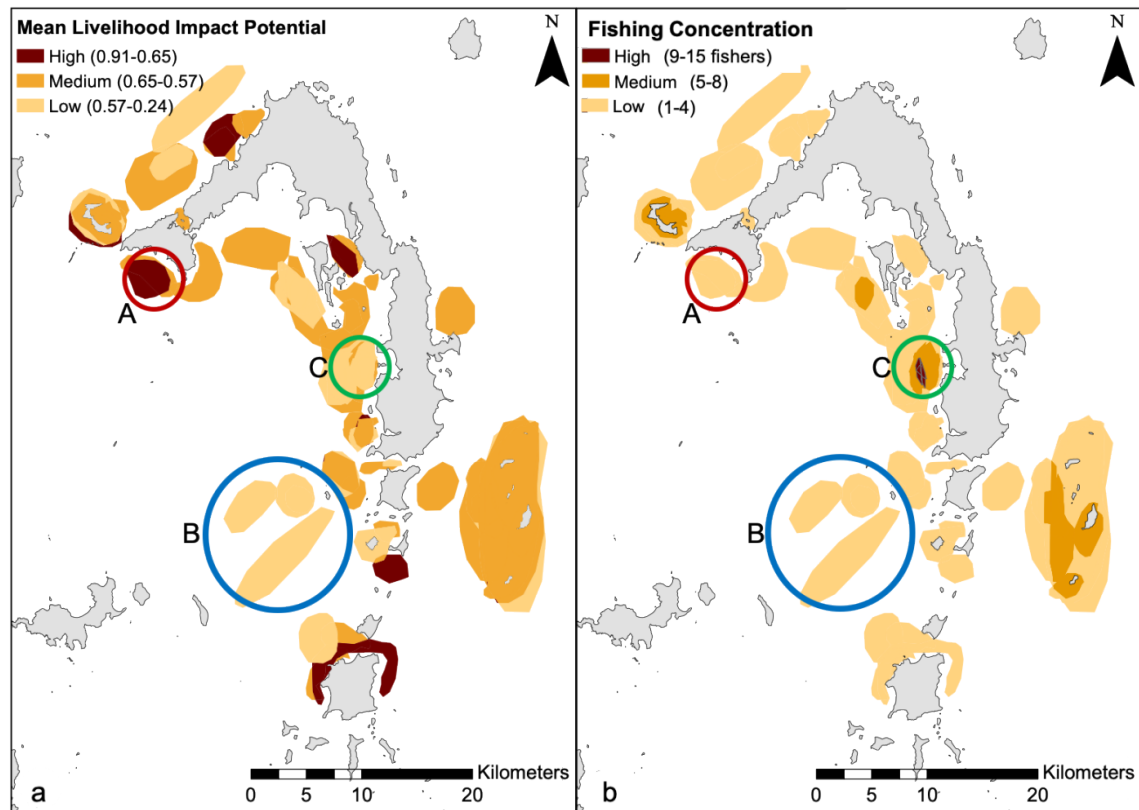 Mean Livelihood Impact Potential
High (0.91-0.65)
Medium (0.65-0.57)
Low (0.57-0.24)
N
A
B
C
a
Kilometers
0 5 10 20
Fishing Concentration
High (9-15 fishers)
Medium (5-8)
Low (1-4)
N
A
B
C
b
Kilometers
0 5 10 20